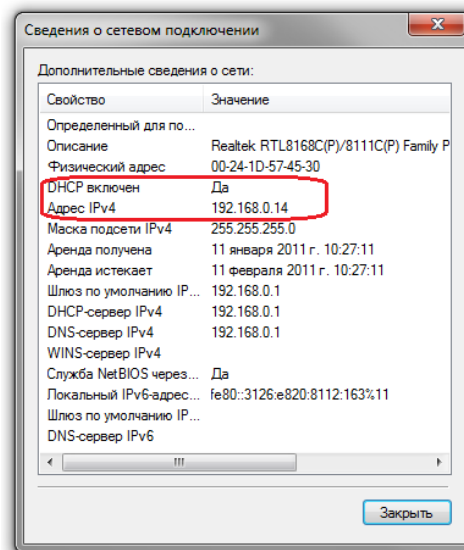 Сведения о сетевом подключении
Дополнительные сведения о сети:
Свойство Значение
Определенный для по...
Описание Realtek RTL8168C(P)/8111C(P) Family P
Физический адрес 00-24-1D-57-45-30
DHCP включен Да
Адрес IPv4 192.168.0.14
Маска подсети IPv4 255.255.255.0
Аренда получена 11 января 2011 г. 10:27:11
Аренда истекает 11 февраля 2011 г. 10:27:11
Шлюз по умолчанию IP... 192.168.0.1
DHCP-сервер IPv4 192.168.0.1
DNS-сервер IPv4 192.168.0.1
WINS-сервер IPv4
Служба NetBIOS через... Да
Локальный IPv6-адрес... fe80::3126:e820:8112:163%11
Шлюз по умолчанию IP...
DNS-сервер IPv6
Закрыть